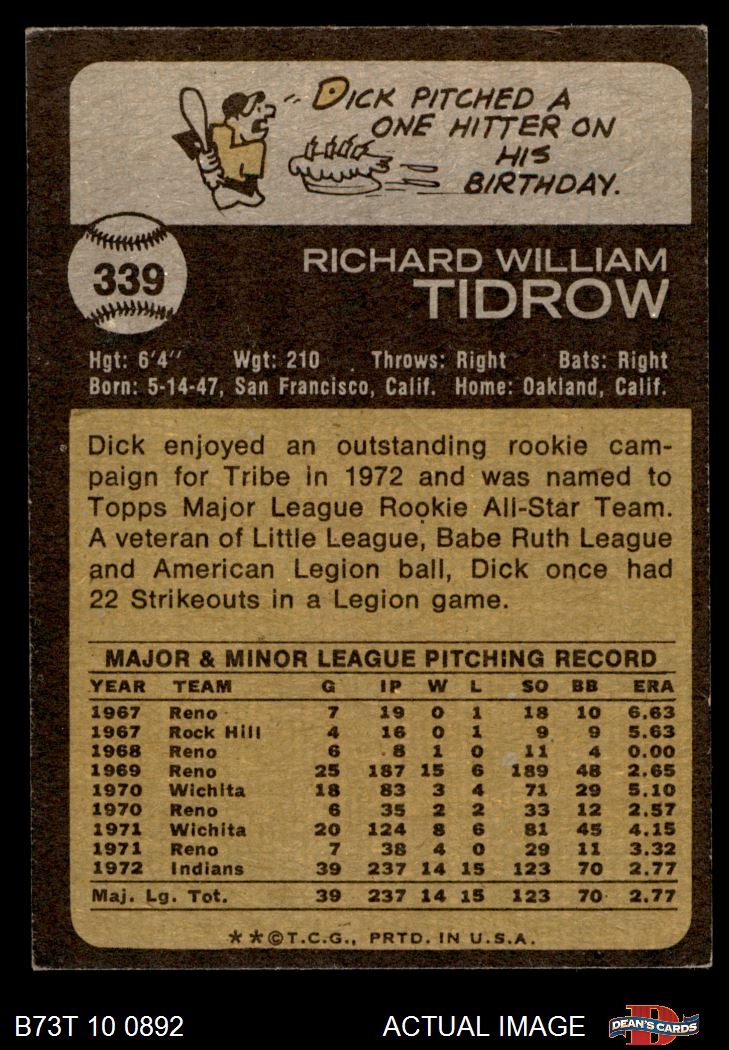 DICK PITCHED A
ONE HITTER ON
HIS
BIRTHDAY.
339
RICHARD WILLIAM
TIDROW
Hgt: 6'4" Wgt: 210 Throws: Right Bats: Right
Born: 5-14-47, San Francisco, Calif. Home: Oakland, Calif.
Dick enjoyed an outstanding rookie cam-
paign for Tribe in 1972 and was named to
Topps Major League Rookie All-Star Team.
A veteran of Little League, Babe Ruth League
and American Legion ball, Dick once had
22 Strikeouts in a Legion game.
MAJOR & MINOR LEAGUE PITCHING RECORD
YEAR TEAM G IP W L SO BB ERA
1967 Reno 7 19 0 1 18 10 6.63
1967 Rock Hill 4 16 0 1 9 9 5.63
1968 Reno 6 8 1 0 11 4 0.00
1969 Reno 25 187 15 6 189 48 2.65
1970 Wichita 18 83 3 4 71 29 5.10
1970 Reno 6 35 2 2 33 12 2.57
1971 Wichita 20 124 8 6 81 45 4.15
1971 Reno 7 38 4 0 29 11 3.32
1972 Indians 39 237 14 15 123 70 2.77
Maj. Lg. Tot. 39 237 14 15 123 70 2.77
**©T.C.G., PRTD. IN U.S.A.
B73T 10 0892 ACTUAL IMAGE DEAN'S CARDS